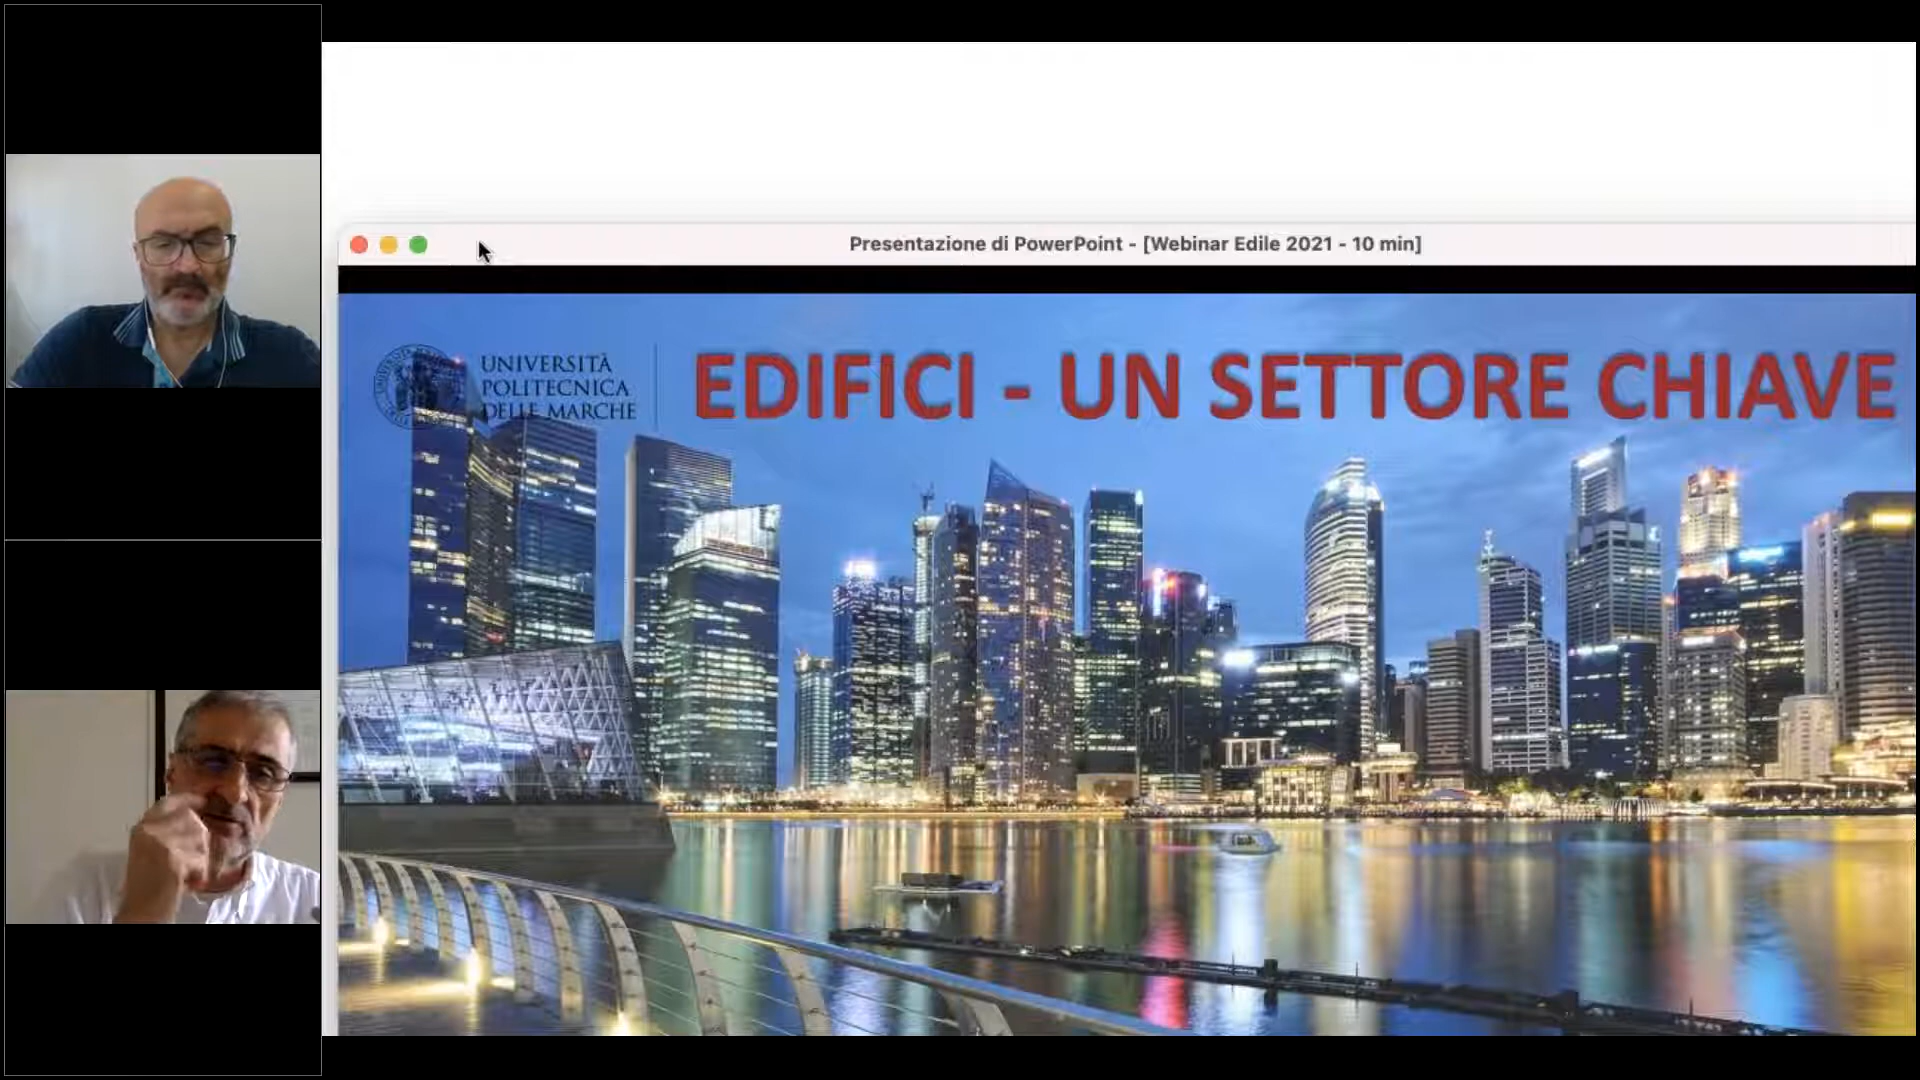 Presentazione di PowerPoint - [Webinar Edile 2021 - 10 min]
UNIVERSITÀ
POLITECNICA
DELLE MARCHE
EDIFICI - UN SETTORE CHIAVE